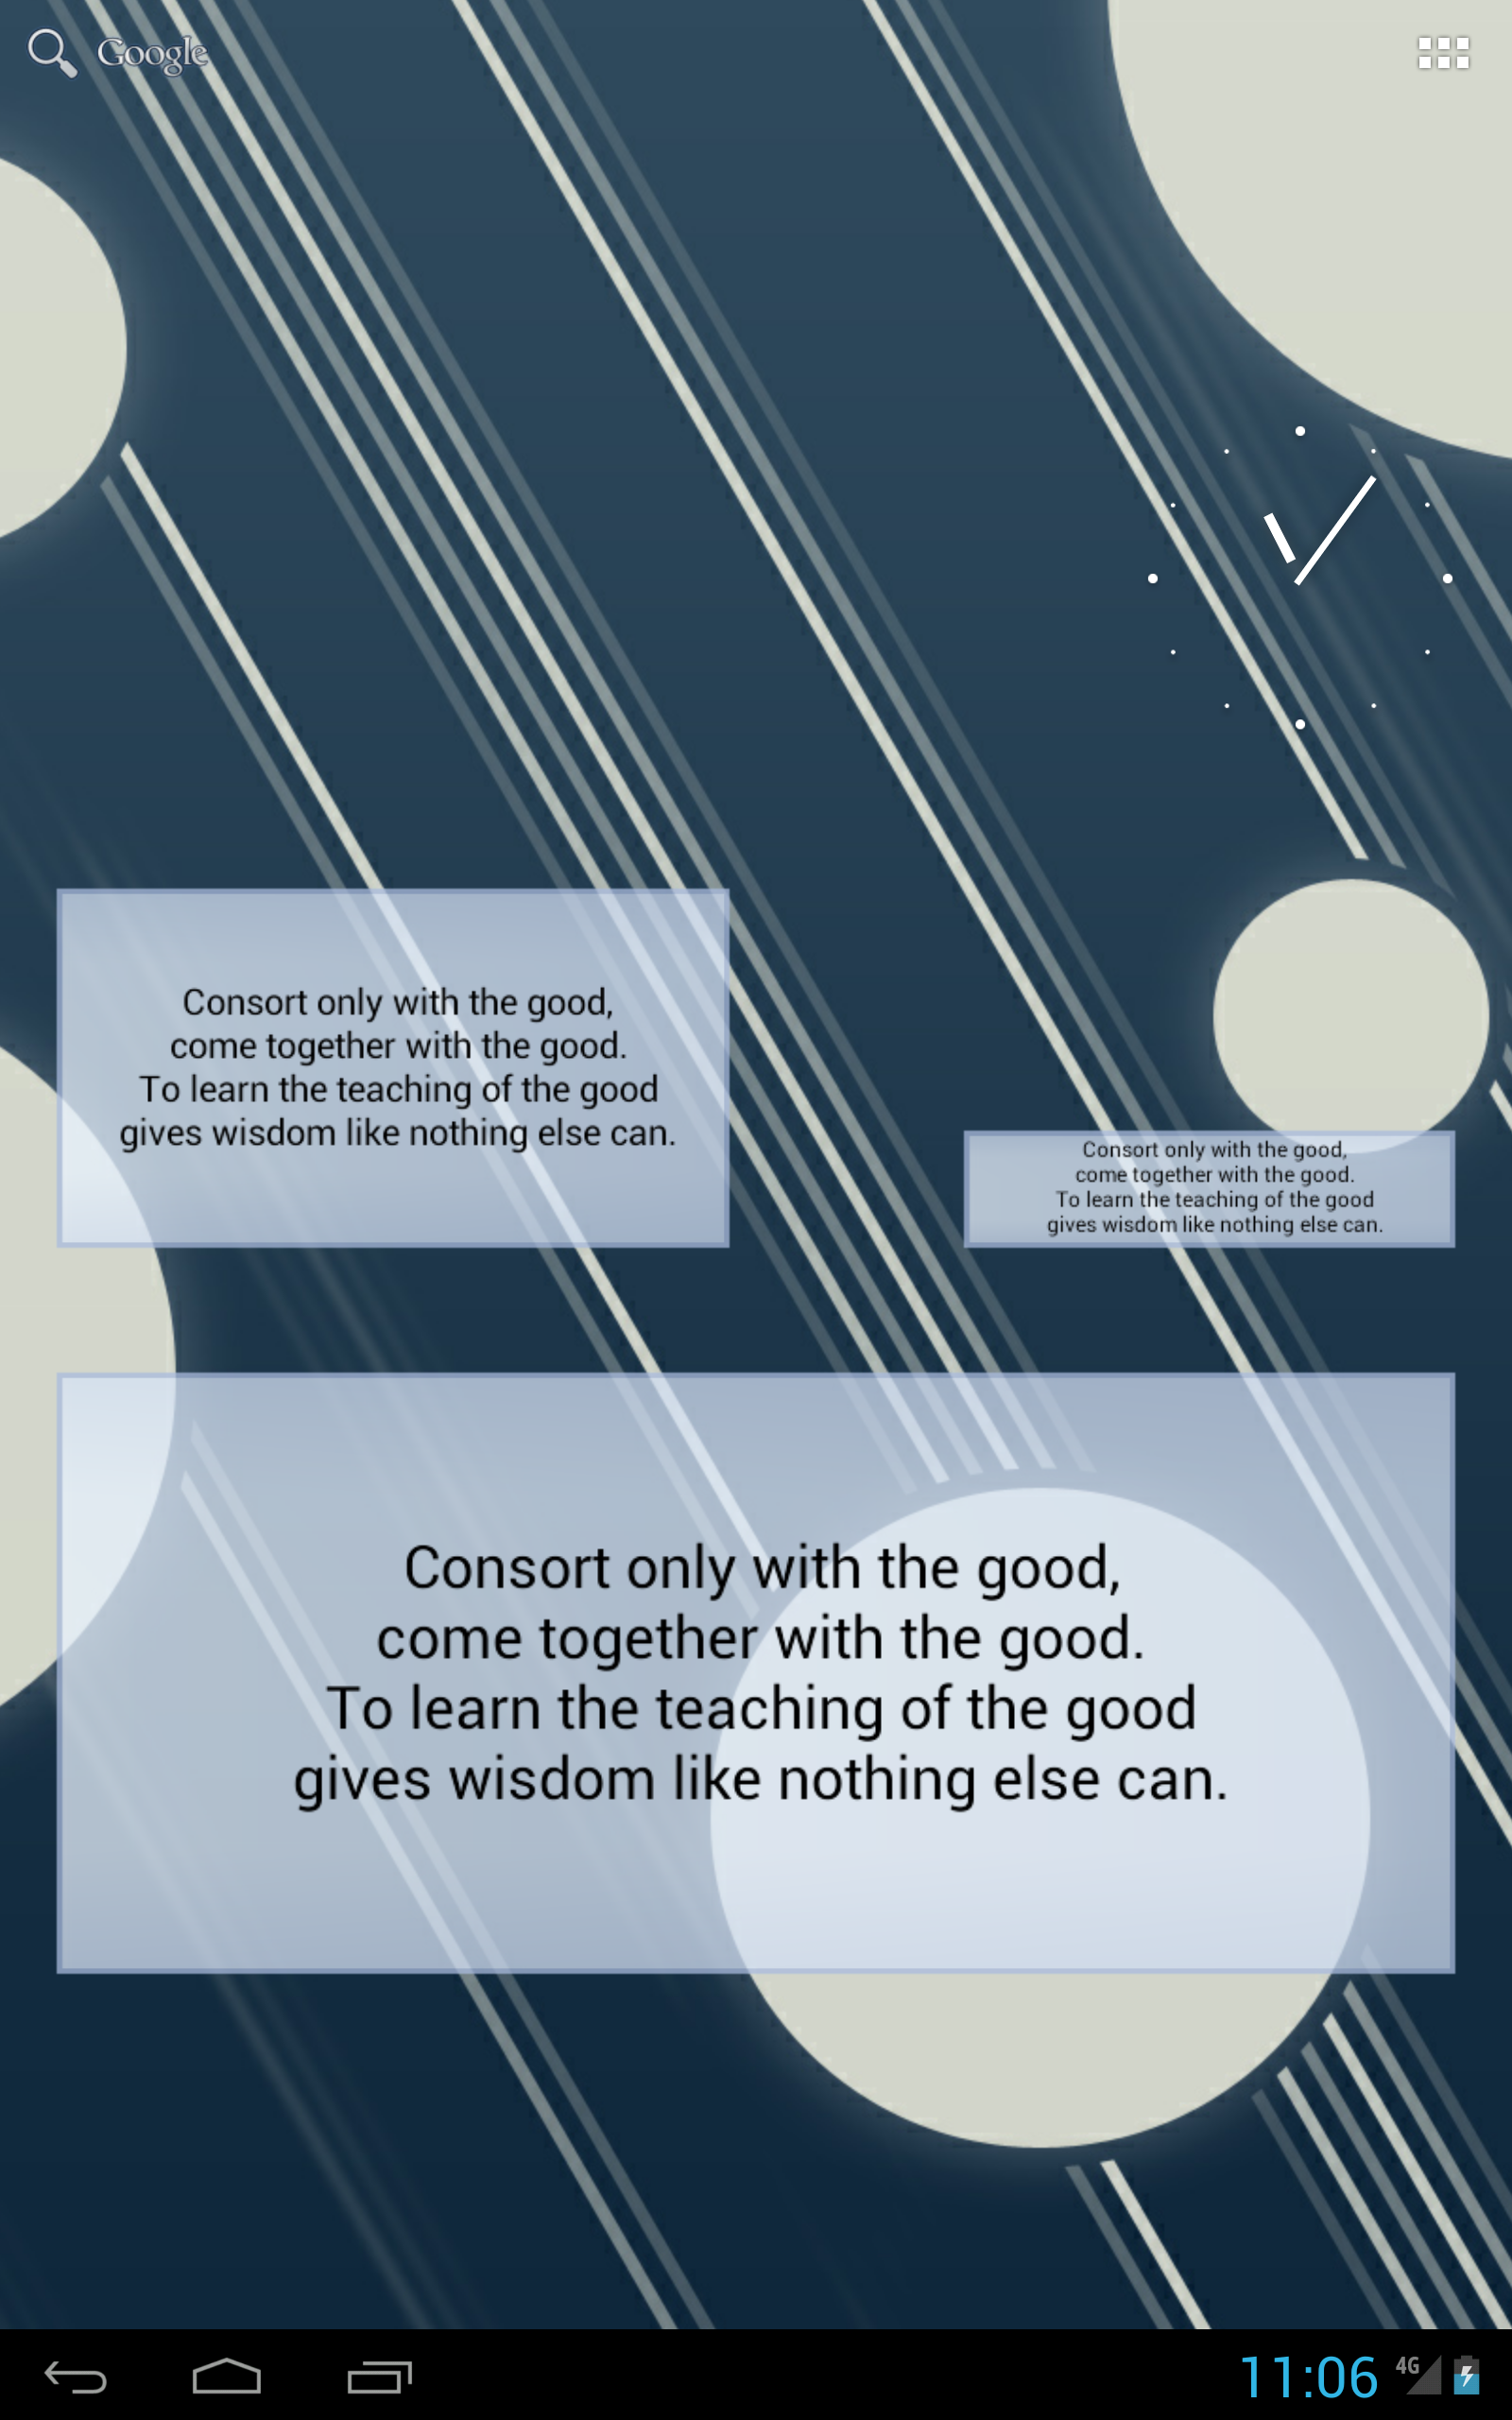 Google
Consort only with the good,
come together with the good.
To learn the teaching of the good
gives wisdom like nothing else can.
Consort only with the good,
come together with the good.
To learn the teaching of the good
gives wisdom like nothing else can.
Consort only with the good,
come together with the good.
To learn the teaching of the good
gives wisdom like nothing else can.
11:06 4G